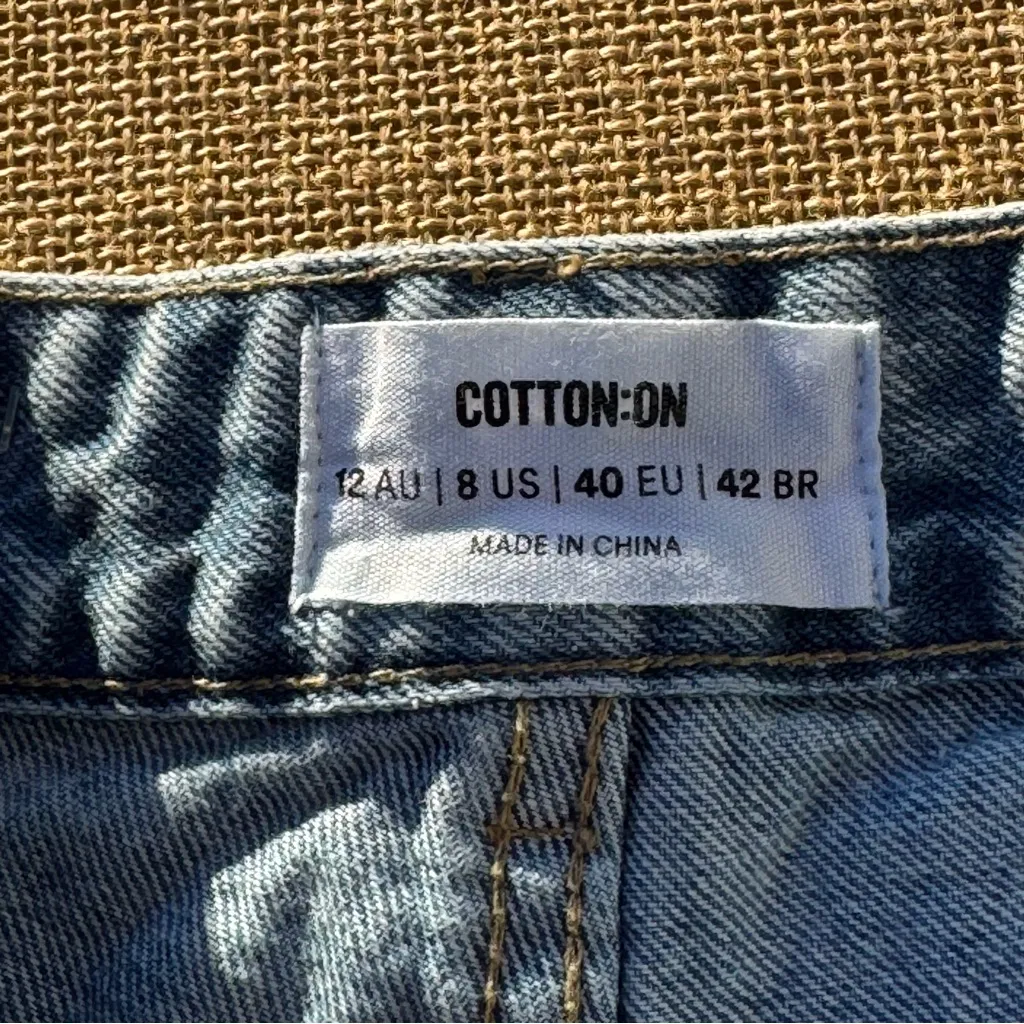 COTTON:ON
12 AU | 8 US | 40 EU | 42 BR
MADE IN CHINA